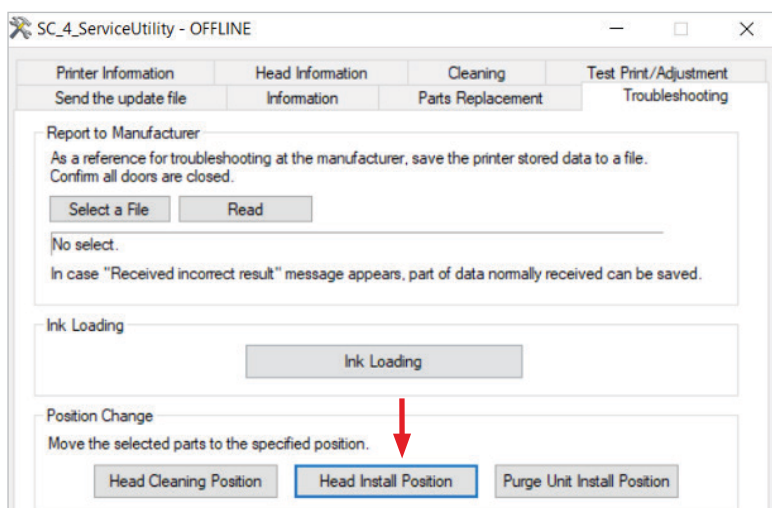 SC_4_ServiceUtility - OFFLINE
Printer Information Head Information Cleaning Test Print/Adjustment
Send the update file Information Parts Replacement Troubleshooting
Report to Manufacturer
As a reference for troubleshooting at the manufacturer, save the printer stored data to a file.
Confirm all doors are closed.
Select a File Read
No select.
In case "Received incorrect result" message appears, part of data normally received can be saved.
Ink Loading
Ink Loading
Position Change
Move the selected parts to the specified position.
Head Cleaning Position Head Install Position Purge Unit Install Position